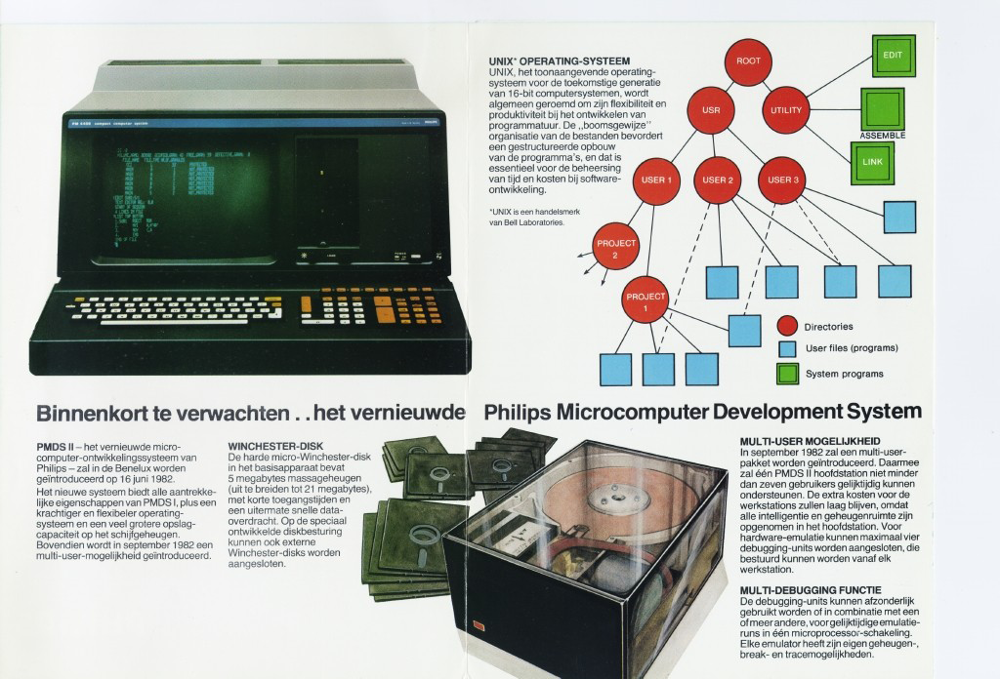 UNIX* OPERATING-SYSTEEM
UNIX, het toonaangevende operating-
systeem voor de toekomstige generatie
van 16-bit computersystemen, wordt
algemeen geroemd om zijn flexibiliteit en
produktiviteit bij het ontwikkelen van
programmatuur. De „boomsgewijze”
organisatie van de bestanden bevordert
een gestructureerde opbouw
van de programma's, en dat is
essentieel voor de beheersing
van tijd en kosten bij software-
ontwikkeling.
*UNIX is een handelsmerk
van Bell Laboratories.
ROOT
USR
UTILITY
EDIT
ASSEMBLE
LINK
USER 1
USER 2
USER 3
PROJECT
2
PROJECT
1
Directories
User files (programs)
System programs
Binnenkort te verwachten . . het vernieuwde Philips Microcomputer Development System
PMDS II – het vernieuwde micro-
computer-ontwikkelingssysteem van
Philips – zal in de Benelux worden
geïntroduceerd op 16 juni 1982.
Het nieuwe systeem biedt alle aantrekke-
lijke eigenschappen van PMDS I, plus een
krachtiger en flexibeler operating-
systeem en een veel grotere opslag-
capaciteit op het schijfgeheugen.
Bovendien wordt in september 1982 een
multi-user-mogelijkheid geïntroduceerd.
WINCHESTER-DISK
De harde micro-Winchester-disk
in het basisapparaat bevat
5 megabytes massageheugen
(uit te breiden tot 21 megabytes),
met korte toegangstijden en
een uitermate snelle data-
overdracht. Op de speciaal
ontwikkelde diskbesturing
kunnen ook externe
Winchester-disks worden
aangesloten.
MULTI-USER MOGELIJKHEID
In september 1982 zal een multi-user-
pakket worden geïntroduceerd. Daarmee
zal één PMDS II hoofdstation niet minder
dan zeven gebruikers gelijktijdig kunnen
ondersteunen. De extra kosten voor de
werkstations zullen laag blijven, omdat
alle intelligentie en geheugenruimte zijn
opgenomen in het hoofdstation. Voor
hardware-emulatie kunnen maximaal vier
debugging-units worden aangesloten, die
bestuurd kunnen worden vanaf elk
werkstation.
MULTI-DEBUGGING FUNCTIE
De debugging-units kunnen afzonderlijk
gebruikt worden of in combinatie met een
of meer andere, voor gelijktijdige emulatie-
runs in één microprocessor-schakeling.
Elke emulator heeft zijn eigen geheugen-,
break- en tracemogelijkheden.